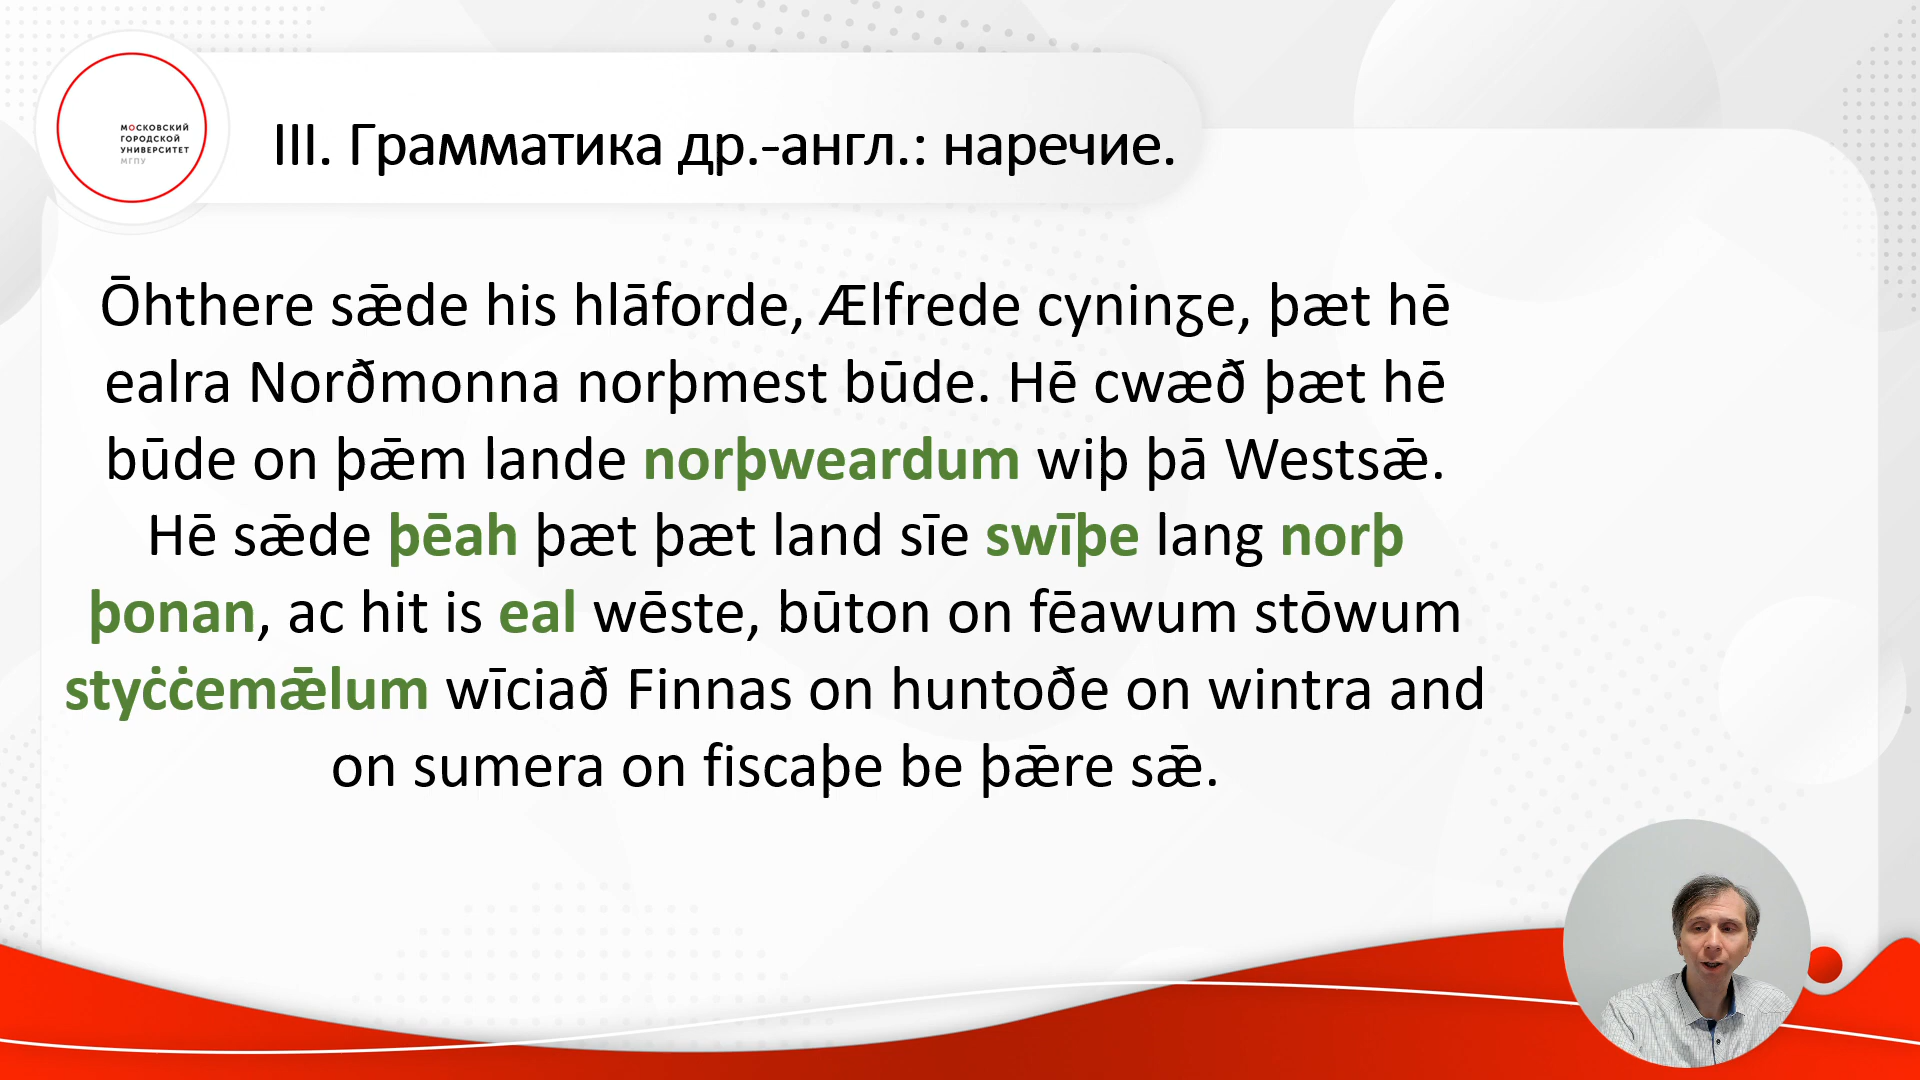 МОСКОВСКИЙ
ГОРОДСКОЙ
УНИВЕРСИТЕТ
МГПУ
III. Грамматика др.-англ.: наречие.
Ōhthere sǣde his hlāforde, Ælfrede cyninᵹe, þæt hē
ealra Norðmonna norþmest būde. Hē cwæð þæt hē
būde on þǣm lande norþweardum wiþ þā Westsǣ.
Hē sǣde þēah þæt þæt land sīe swīþe lang norþ
þonan, ac hit is eal wēste, būton on fēawum stōwum
styċċemǣlum wīciað Finnas on huntoðe on wintra and
on sumera on fiscaþe be þǣre sǣ.